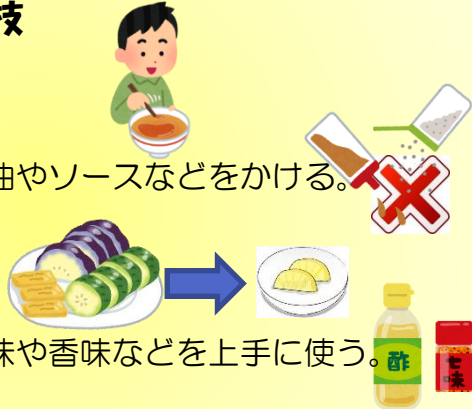 技
油やソースなどをかける。
味や香味などを上手に使う。
酢
七味